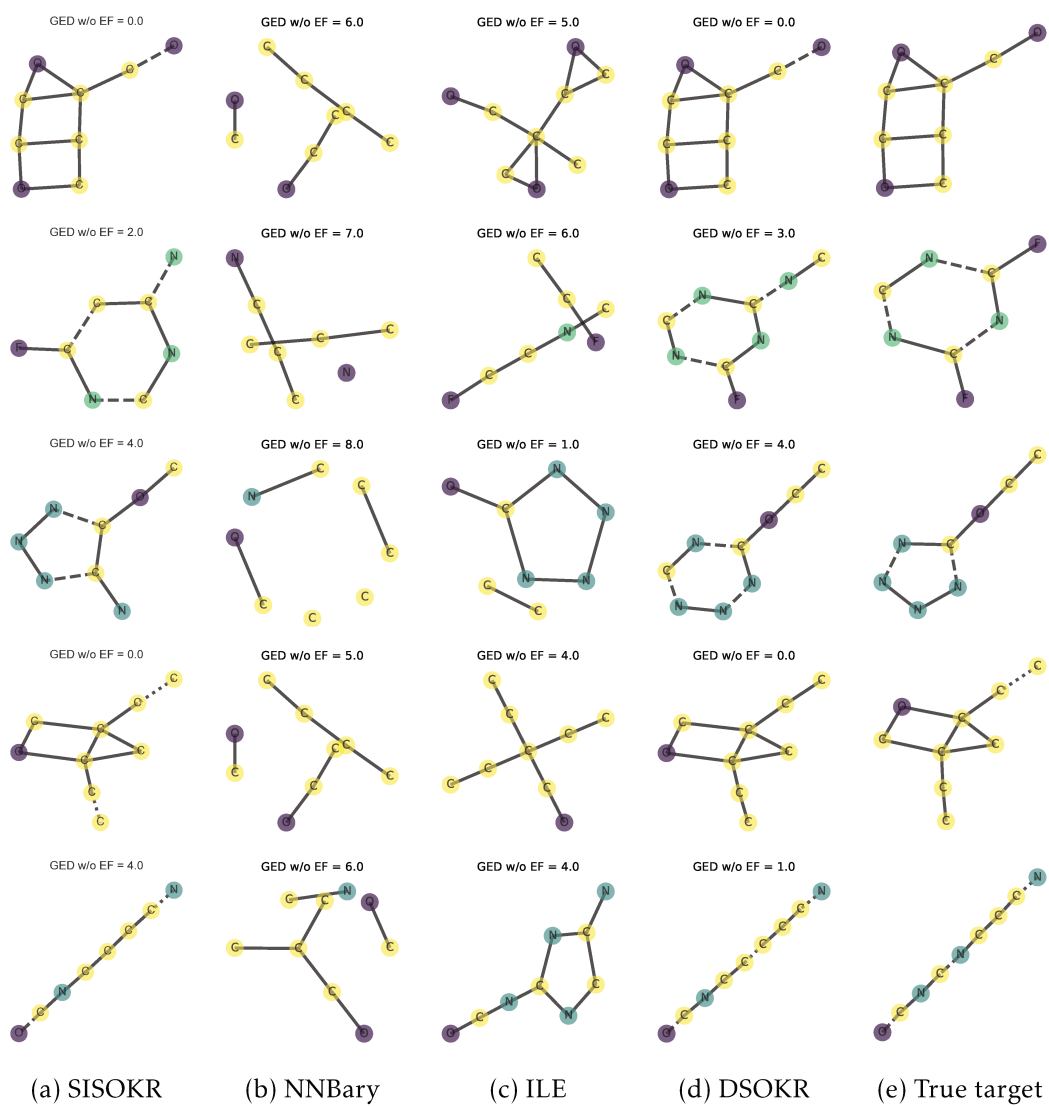 GED w/o EF = 0.0 GED w/o EF = 6.0 GED w/o EF = 5.0 GED w/o EF = 0.0
O C C C C C O C
O C C C C C C O C
O C C C C C O C O
O C C C C C C O
O C C C C C C O
GED w/o EF = 2.0 GED w/o EF = 7.0 GED w/o EF = 6.0 GED w/o EF = 3.0
N C C C F N C N
N C C C C C N
C C C N C F F
N C N C N C F
N C N C N F F C
GED w/o EF = 4.0 GED w/o EF = 8.0 GED w/o EF = 1.0 GED w/o EF = 4.0
C O N C N N C N
N C C C O C C C C
O N C N N N C C
C C O N C C N N N
C C O N C N N N N
GED w/o EF = 0.0 GED w/o EF = 5.0 GED w/o EF = 4.0 GED w/o EF = 0.0
C C C C O C C C
C C C C C C O C
C C C C C C C C O
C C C C C O C C
C C O C C C C C
GED w/o EF = 4.0 GED w/o EF = 6.0 GED w/o EF = 4.0 GED w/o EF = 1.0
N C C C C N C O
C C N O C C C O
N N C C C N N C O
N C C C C C N C O
N C C C N C N C O
(a) SISOKR (b) NNBary (c) ILE (d) DSOKR (e) True target